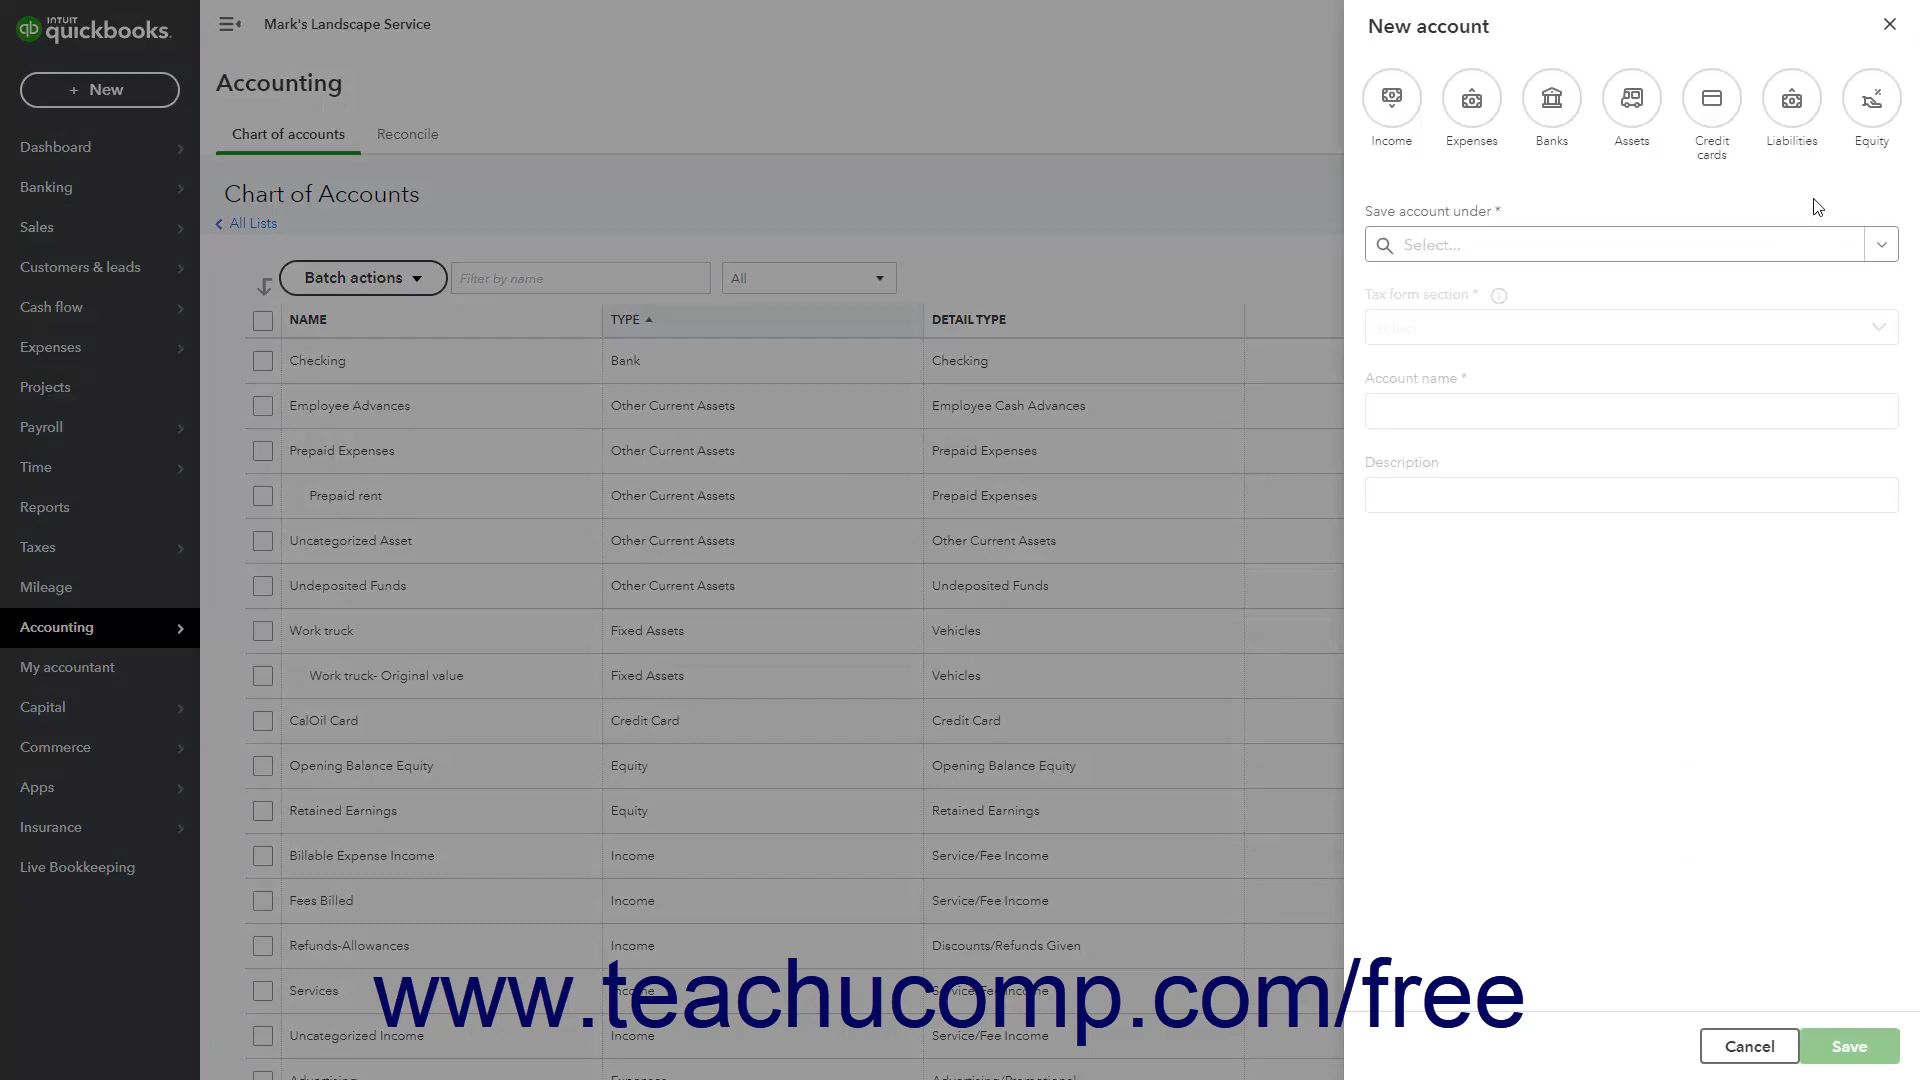 INTUIT
quickbooks.
Mark's Landscape Service
+ New
Dashboard
Banking
Sales
Customers & leads
Cash flow
Expenses
Projects
Payroll
Time
Reports
Taxes
Mileage
Accounting
My accountant
Capital
Commerce
Apps
Insurance
Live Bookkeeping
Accounting
Chart of accounts Reconcile
Chart of Accounts
All Lists
Batch actions Filter by name All
NAME TYPE DETAIL TYPE
Checking Bank Checking
Employee Advances Other Current Assets Employee Cash Advances
Prepaid Expenses Other Current Assets Prepaid Expenses
Prepaid rent Other Current Assets Prepaid Expenses
Uncategorized Asset Other Current Assets Other Current Assets
Undeposited Funds Other Current Assets Undeposited Funds
Work truck Fixed Assets Vehicles
Work truck- Original value Fixed Assets Vehicles
CalOil Card Credit Card Credit Card
Opening Balance Equity Equity Opening Balance Equity
Retained Earnings Equity Retained Earnings
Billable Expense Income Income Service/Fee Income
Fees Billed Income Service/Fee Income
Refunds-Allowances Income Discounts/Refunds Given
Services Income Service/Fee Income
Uncategorized Income Income Service/Fee Income
Advertising Expenses Advertising/Promotional
www.teachucomp.com/free
New account
Income Expenses Banks Assets Credit cards Liabilities Equity
Save account under *
Select...
Tax form section *
Select
Account name *
Description
Cancel Save